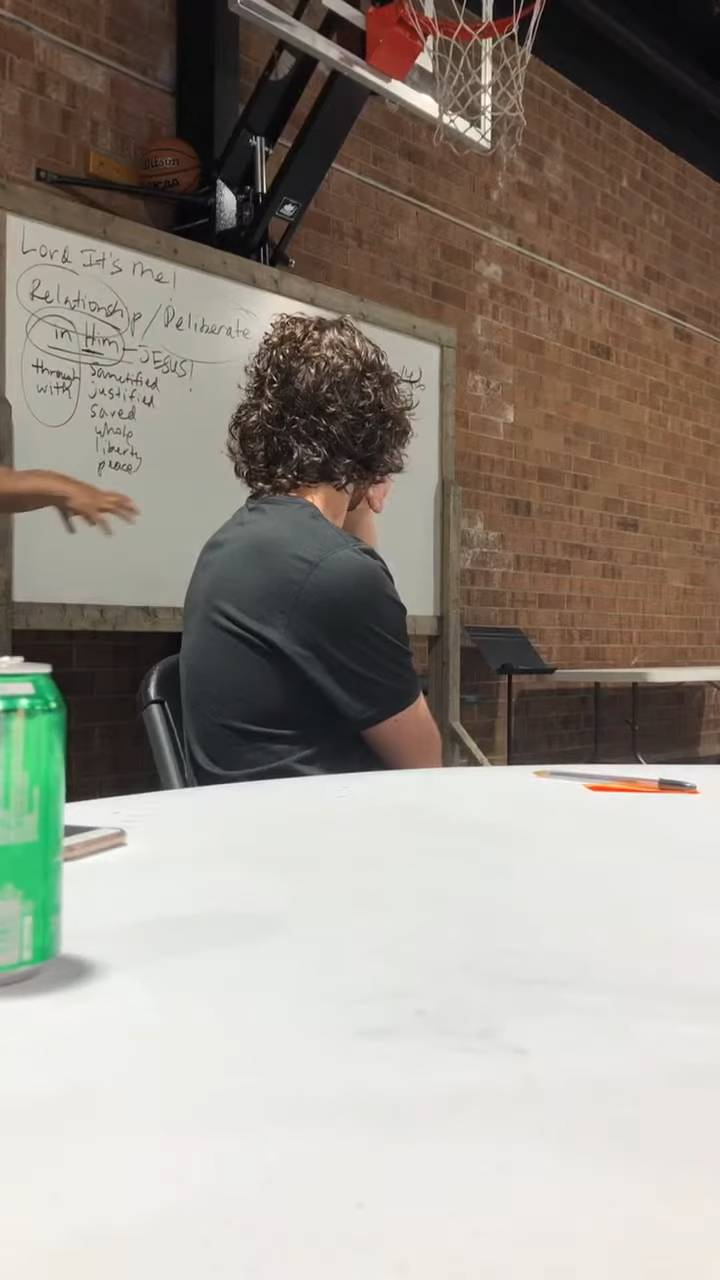 Wilson
NCAA
Lord It's Me!
Relationship / Deliberate
in Him - JESUS!
through sanctified
with justified
saved
whole
liberty
peace